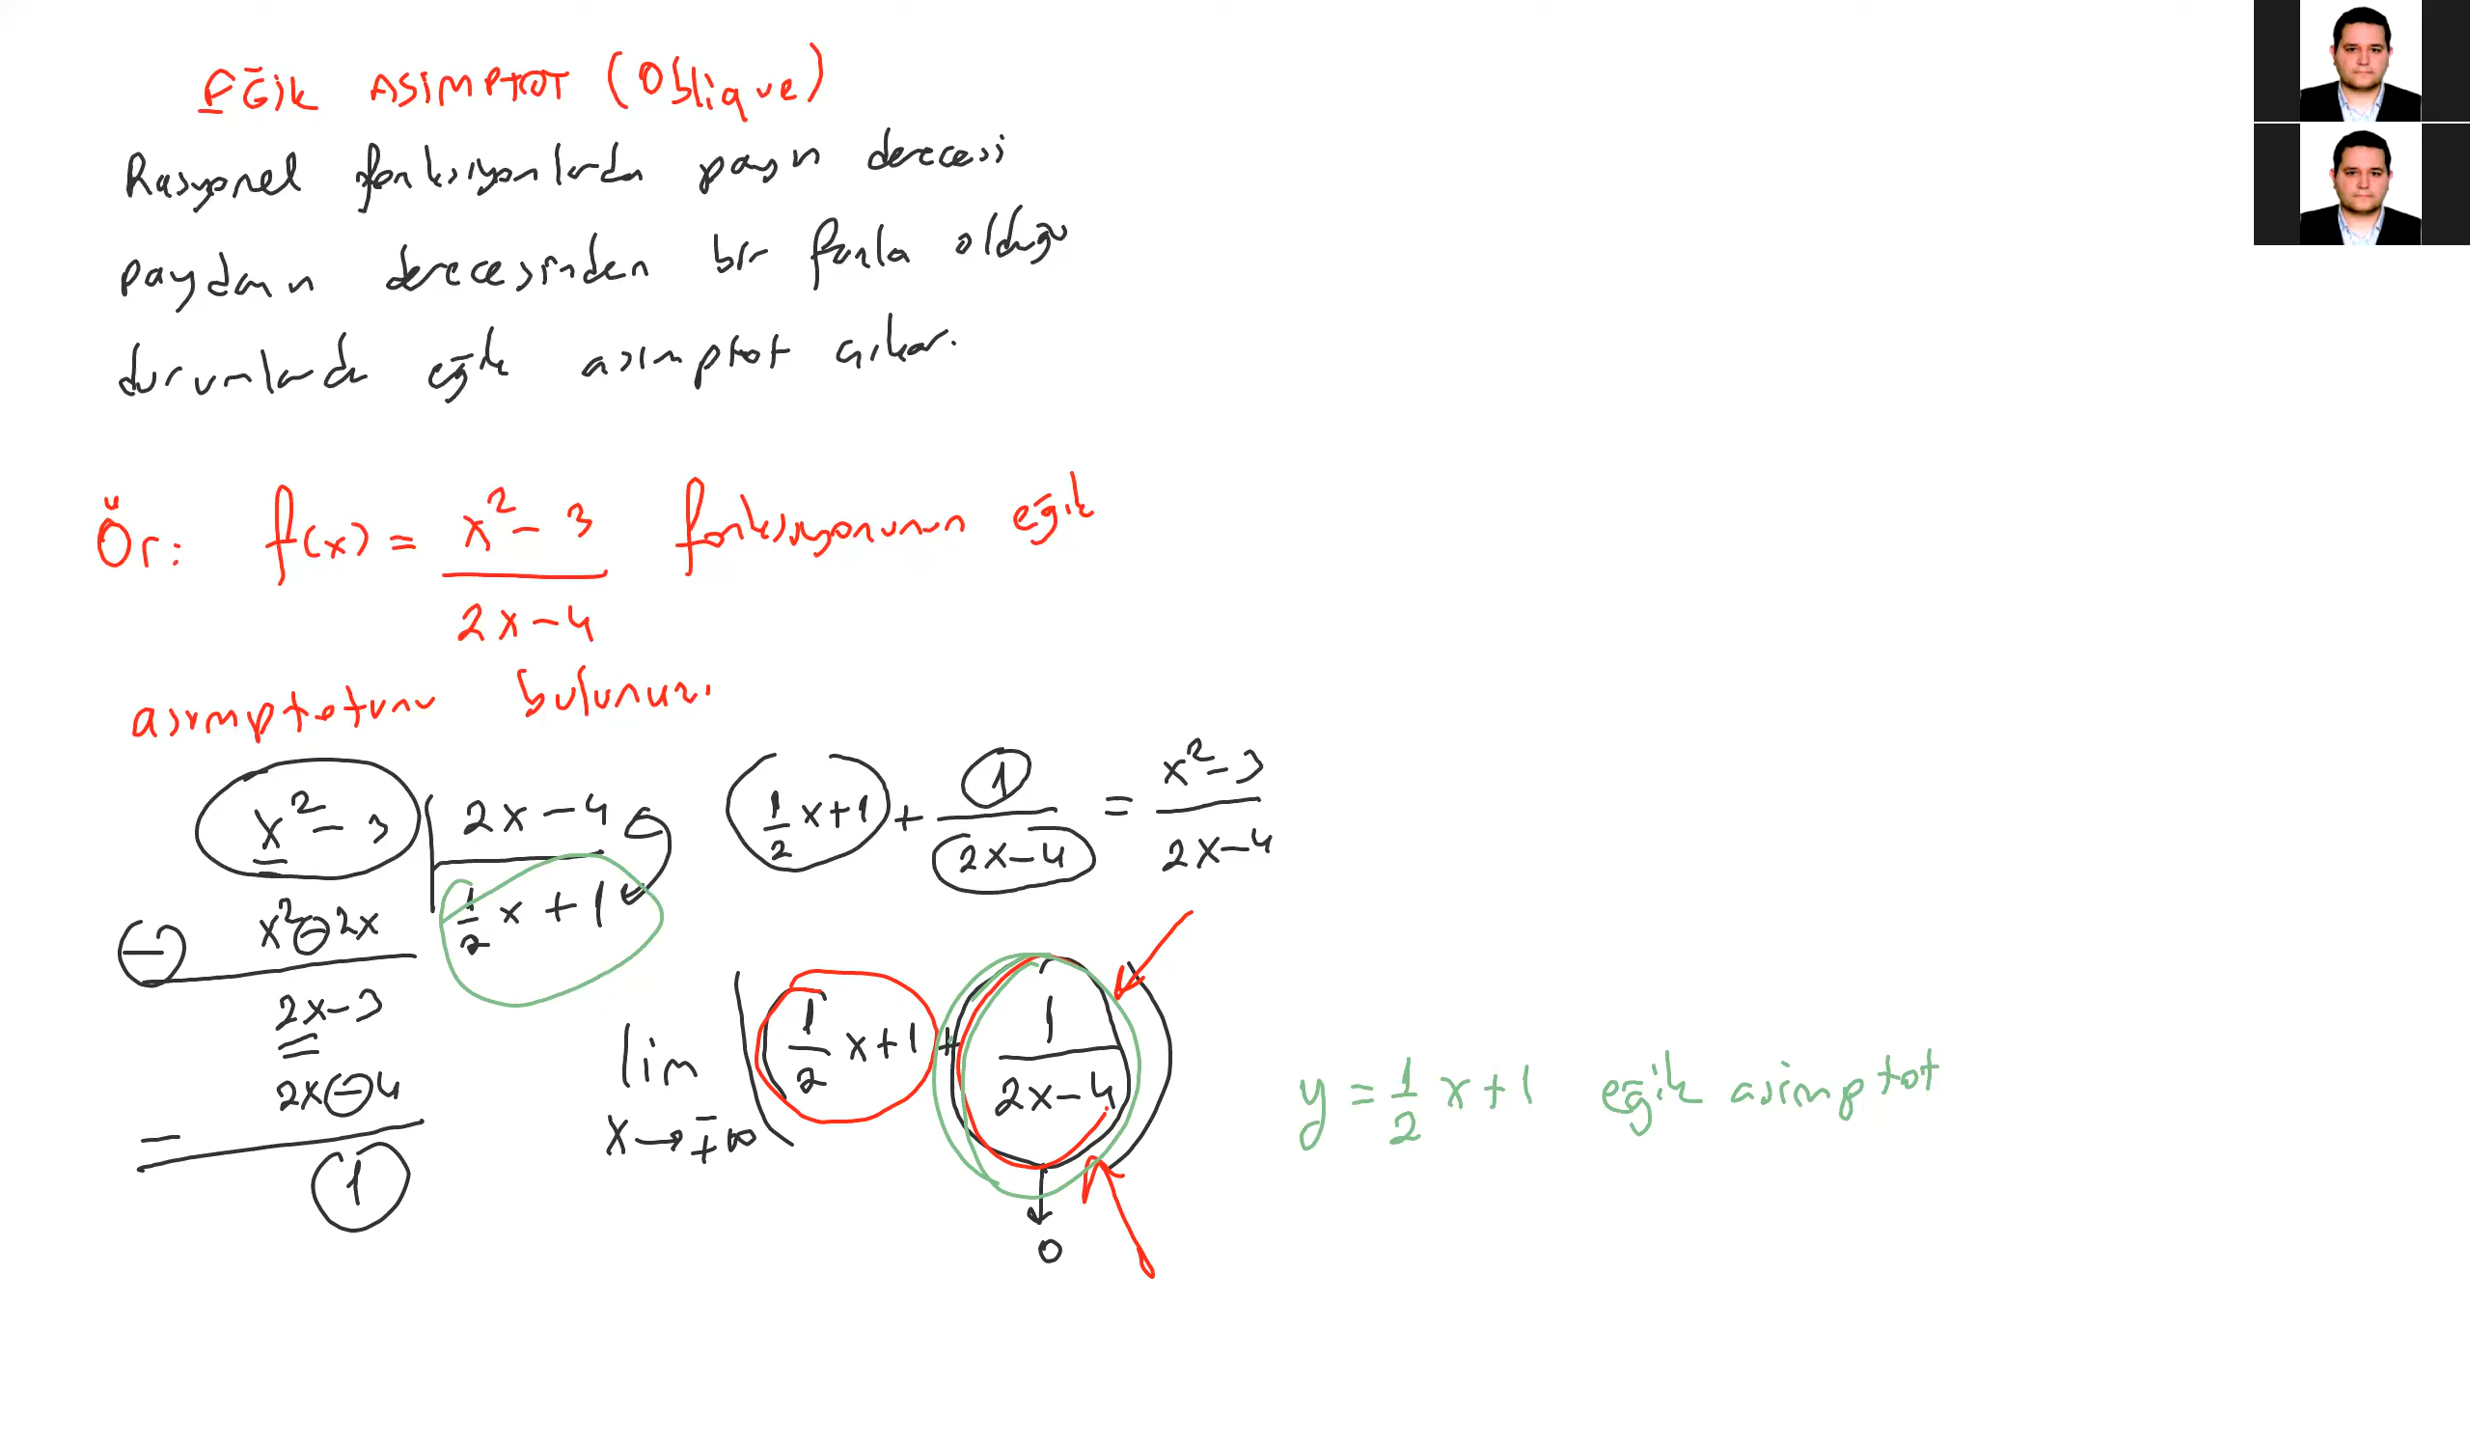 EĞİK ASİMPTOT (Oblique)
Rasyonel fonksiyonlarda payın derecesi
paydanın derecesinden bir fazla olduğu
durumlarda eğik asimptot çıkar.
Ör: f(x) = x² - 3 fonksiyonunun eğik
2x - 4
asimptotunu bulunuz.
x² - 3 | 2x - 4
1/2 x + 1
(1/2 x + 1) + 1/(2x - 4) = (x² - 3)/(2x - 4)
- x² - 2x
2x - 3
2x - 4
-
1
lim x→∓∞ (1/2 x + 1 + 1/(2x - 4))
0
y = 1/2 x + 1 eğik asimptot